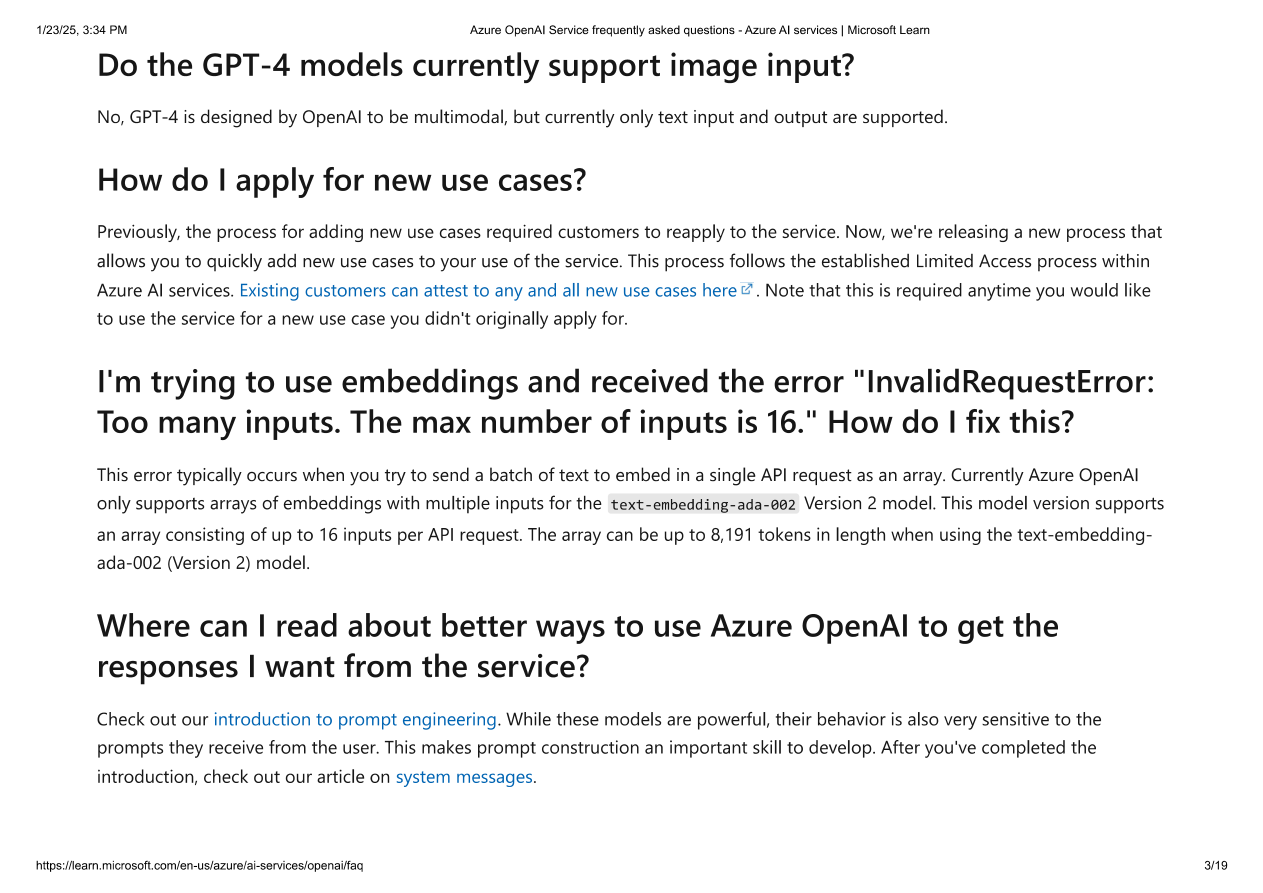 1/23/25, 3:34 PM
Azure OpenAI Service frequently asked questions - Azure AI services | Microsoft Learn
Do the GPT-4 models currently support image input?
No, GPT-4 is designed by OpenAI to be multimodal, but currently only text input and output are supported.
How do I apply for new use cases?
Previously, the process for adding new use cases required customers to reapply to the service. Now, we're releasing a new process that
allows you to quickly add new use cases to your use of the service. This process follows the established Limited Access process within
Azure AI services. Existing customers can attest to any and all new use cases here. Note that this is required anytime you would like
to use the service for a new use case you didn't originally apply for.
I'm trying to use embeddings and received the error "InvalidRequestError:
Too many inputs. The max number of inputs is 16." How do I fix this?
This error typically occurs when you try to send a batch of text to embed in a single API request as an array. Currently Azure OpenAI
only supports arrays of embeddings with multiple inputs for the text-embedding-ada-002 Version 2 model. This model version supports
an array consisting of up to 16 inputs per API request. The array can be up to 8,191 tokens in length when using the text-embedding-
ada-002 (Version 2) model.
Where can I read about better ways to use Azure OpenAI to get the
responses I want from the service?
Check out our introduction to prompt engineering. While these models are powerful, their behavior is also very sensitive to the
prompts they receive from the user. This makes prompt construction an important skill to develop. After you've completed the
introduction, check out our article on system messages.
https://learn.microsoft.com/en-us/azure/ai-services/openai/faq
3/19